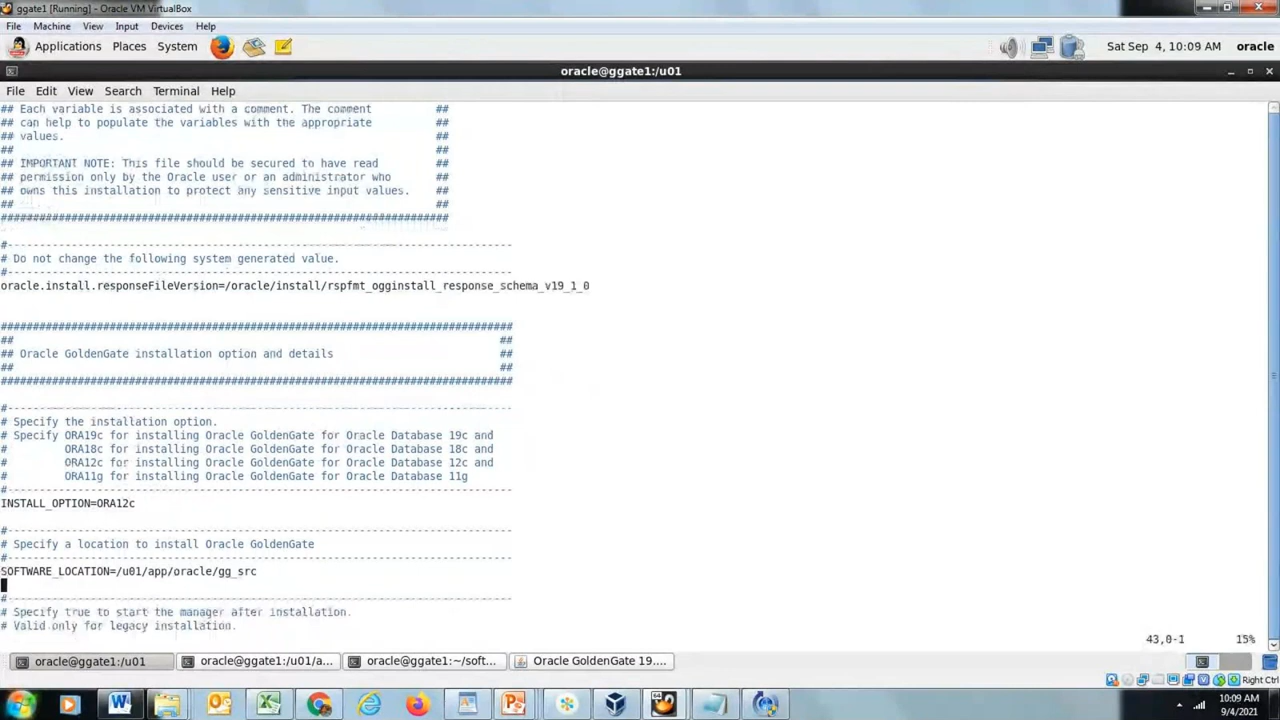 ggate1 [Running] - Oracle VM VirtualBox
File Machine View Input Devices Help
Applications Places System Sat Sep 4, 10:09 AM oracle
oracle@ggate1:/u01
File Edit View Search Terminal Help
## Each variable is associated with a comment. The comment ##
## can help to populate the variables with the appropriate ##
## values. ##
## ##
## IMPORTANT NOTE: This file should be secured to have read ##
## permission only by the Oracle user or an administrator who ##
## owns this installation to protect any sensitive input values. ##
## ##
######################################################################
#-------------------------------------------------------------------------------
# Do not change the following system generated value.
#-------------------------------------------------------------------------------
oracle.install.responseFileVersion=/oracle/install/rspfmt_ogginstall_response_schema_v19_1_0
################################################################################
## ##
## Oracle GoldenGate installation option and details ##
## ##
################################################################################
#-------------------------------------------------------------------------------
# Specify the installation option.
# Specify ORA19c for installing Oracle GoldenGate for Oracle Database 19c and
# ORA18c for installing Oracle GoldenGate for Oracle Database 18c and
# ORA12c for installing Oracle GoldenGate for Oracle Database 12c and
# ORA11g for installing Oracle GoldenGate for Oracle Database 11g
#-------------------------------------------------------------------------------
INSTALL_OPTION=ORA12c
#-------------------------------------------------------------------------------
# Specify a location to install Oracle GoldenGate
#-------------------------------------------------------------------------------
SOFTWARE_LOCATION=/u01/app/oracle/gg_src
#-------------------------------------------------------------------------------
# Specify true to start the manager after installation.
# Valid only for legacy installation.
43,0-1 15%
oracle@ggate1:/u01 oracle@ggate1:/u01/a... oracle@ggate1:~/soft... Oracle GoldenGate 19....
Right Ctrl
10:09 AM
9/4/2021